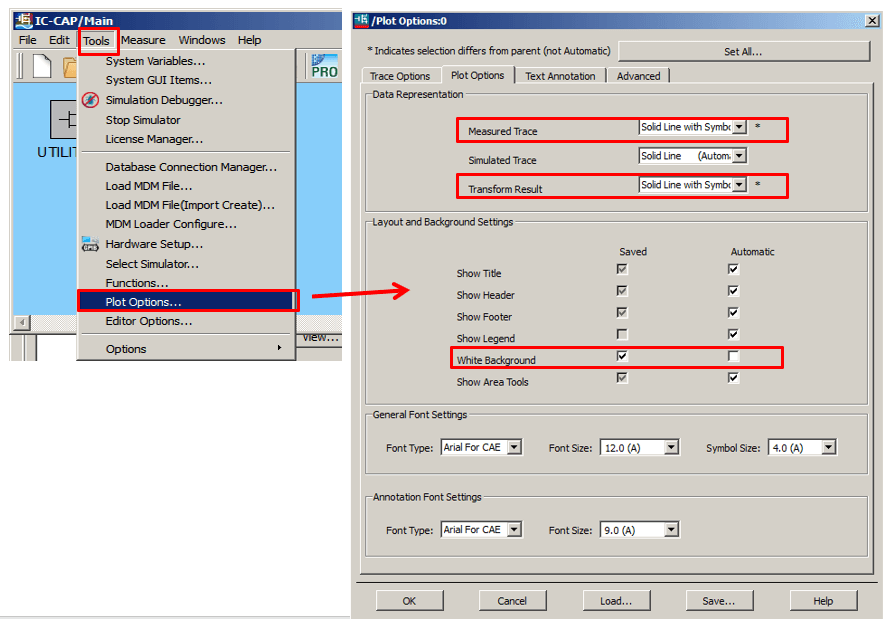 IC-CAP/Main
File Edit Tools Measure Windows Help
PRO
UTILIT
System Variables...
System GUI Items...
Simulation Debugger...
Stop Simulator
License Manager...
Database Connection Manager...
Load MDM File...
Load MDM File(Import Create)...
MDM Loader Configure...
Hardware Setup...
Select Simulator...
Functions...
Plot Options...
Editor Options...
Options
View...
/Plot Options:0
* Indicates selection differs from parent (not Automatic) Set All...
Trace Options Plot Options Text Annotation Advanced
Data Representation
Measured Trace Solid Line with Symbo *
Simulated Trace Solid Line (Autom
Transform Result Solid Line with Symbo *
Layout and Background Settings
Saved Automatic
Show Title
Show Header
Show Footer
Show Legend
White Background
Show Area Tools
General Font Settings
Font Type: Arial For CAE Font Size: 12.0 (A) Symbol Size: 4.0 (A)
Annotation Font Settings
Font Type: Arial For CAE Font Size: 9.0 (A)
OK Cancel Load... Save... Help